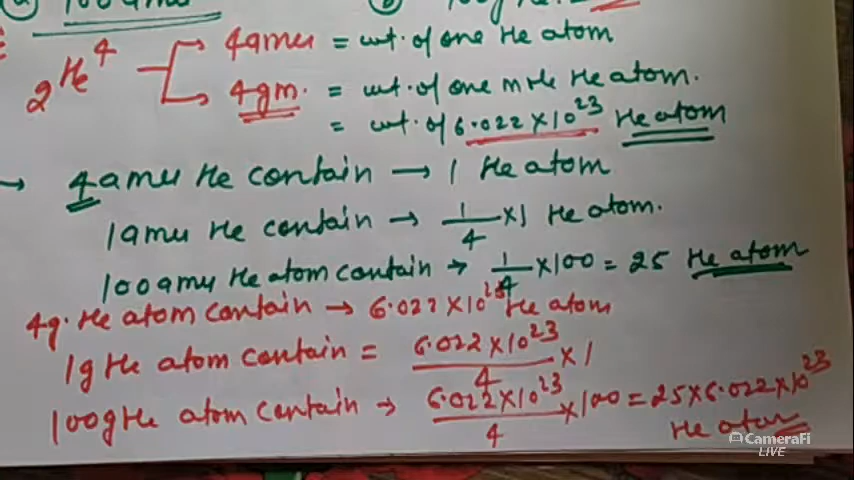 (a) 100 amu (b) 100g He
2He4 → 4amu = wt. of one He atom
→ 4gm. = wt. of one mole He atom.
= wt. of 6.022×10^23 He atom
→ 4amu He contain → 1 He atom
1amu He contain → 1/4 ×1 He atom.
100amu He atom contain → 1/4 ×100 = 25 He atom
4g. He atom contain → 6.022×10^23 He atom
1g He atom contain = 6.022×10^23/4 ×1
100g He atom contain → 6.022×10^23/4 ×100 = 25×6.022×10^23
He atom
CameraFi
LIVE